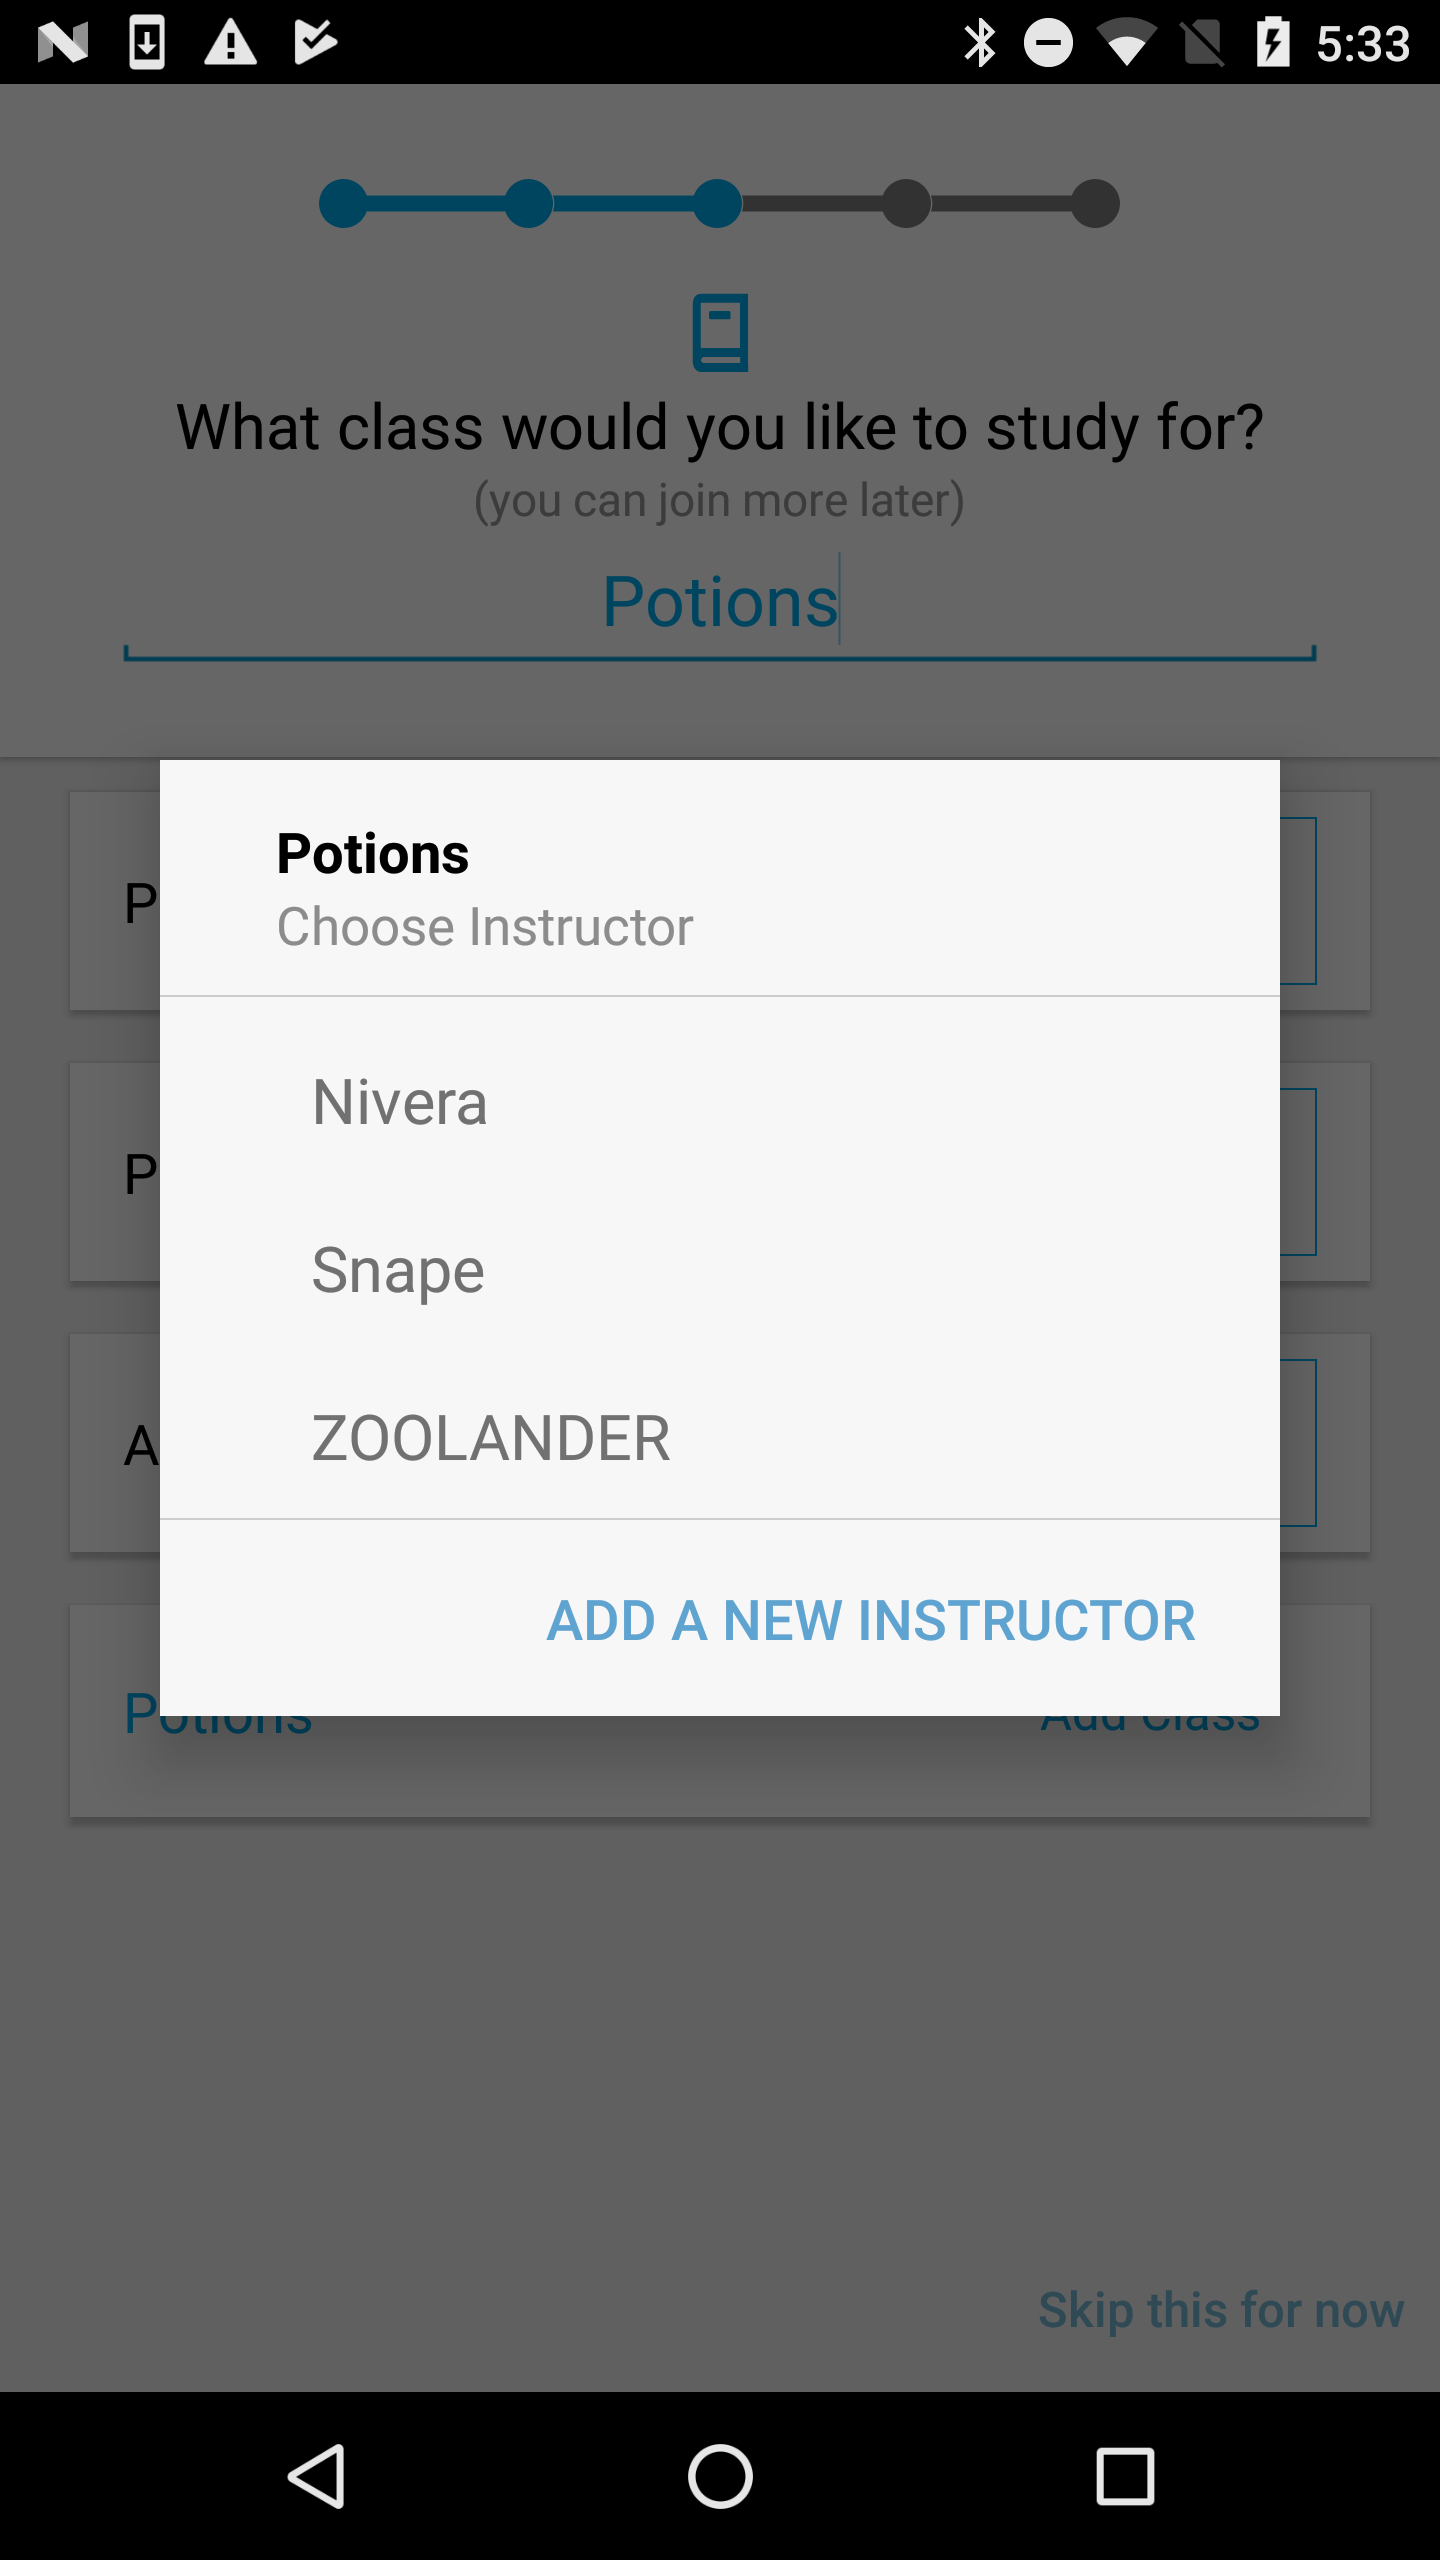 5:33
What class would you like to study for?
(you can join more later)
Potions
Potions
Choose Instructor
P
Nivera
P
Snape
A
ZOOLANDER
ADD A NEW INSTRUCTOR
Potions
Add Class
Skip this for now